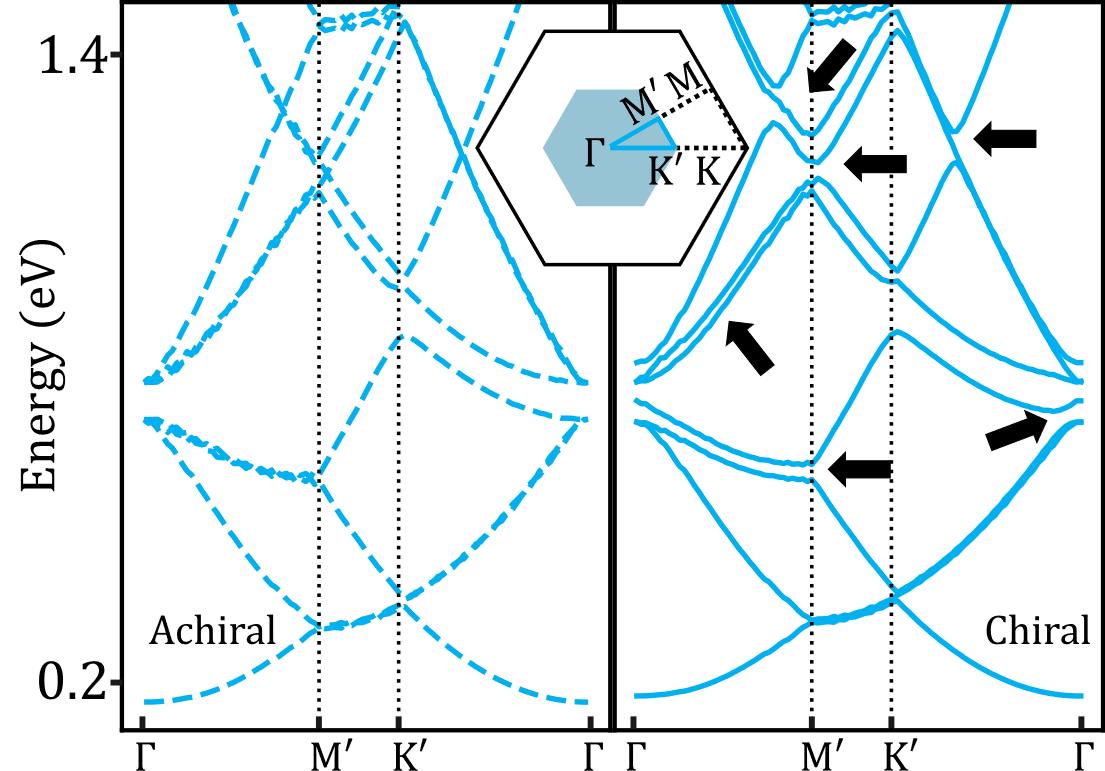 1.4
0.2
Energy (eV)
Achiral
Chiral
Γ
M′
M
K′
K
Γ
M′
K′
Γ
Γ
M′
K′
Γ